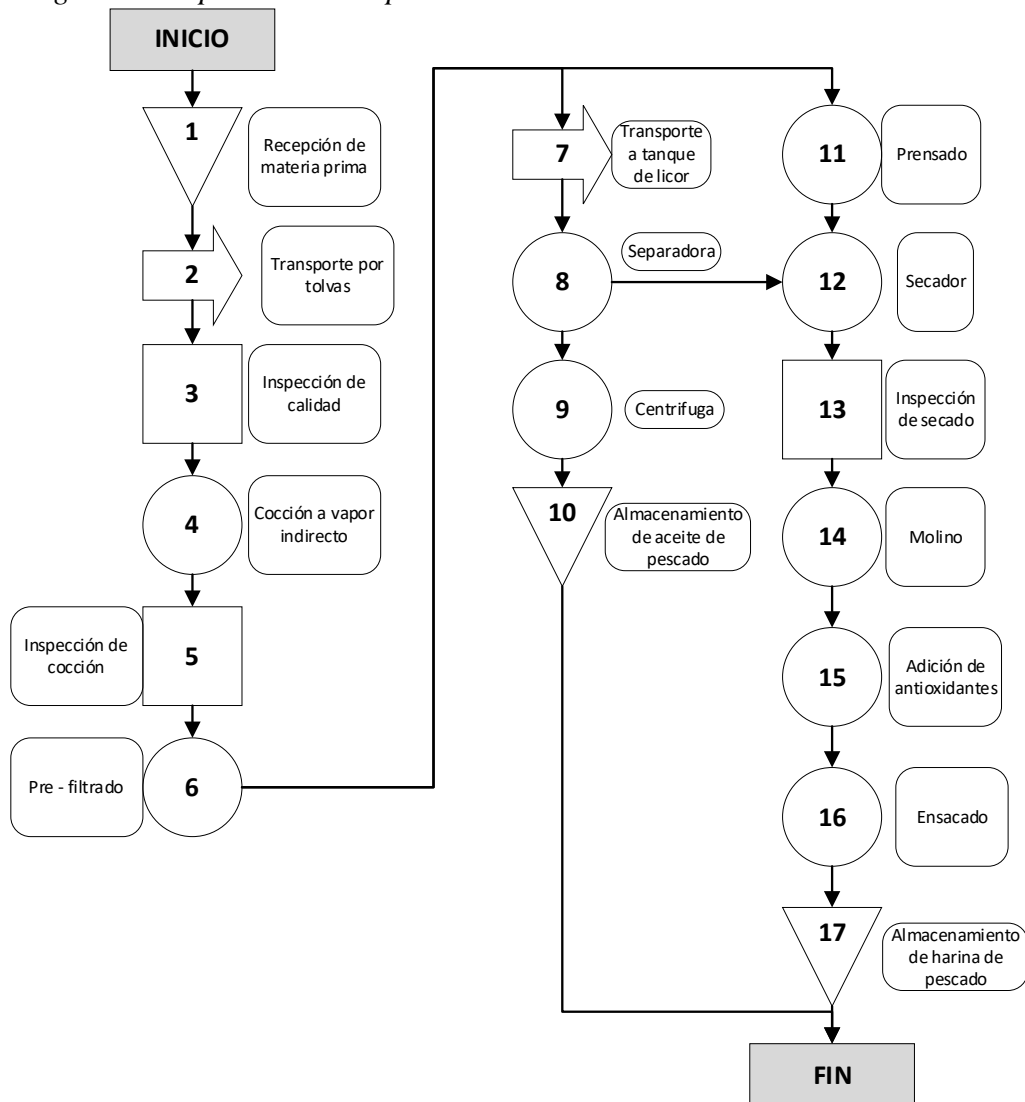 INICIO
1
Recepción de
materia prima
2
Transporte por
tolvas
3
Inspección de
calidad
4
Cocción a vapor
indirecto
Inspección de
cocción
5
Pre - filtrado
6
7
Transporte
a tanque
de licor
8
Separadora
9
Centrifuga
10
Almacenamiento
de aceite de
pescado
11
Prensado
12
Secador
13
Inspección
de secado
14
Molino
15
Adición de
antioxidantes
16
Ensacado
17
Almacenamiento
de harina de
pescado
FIN